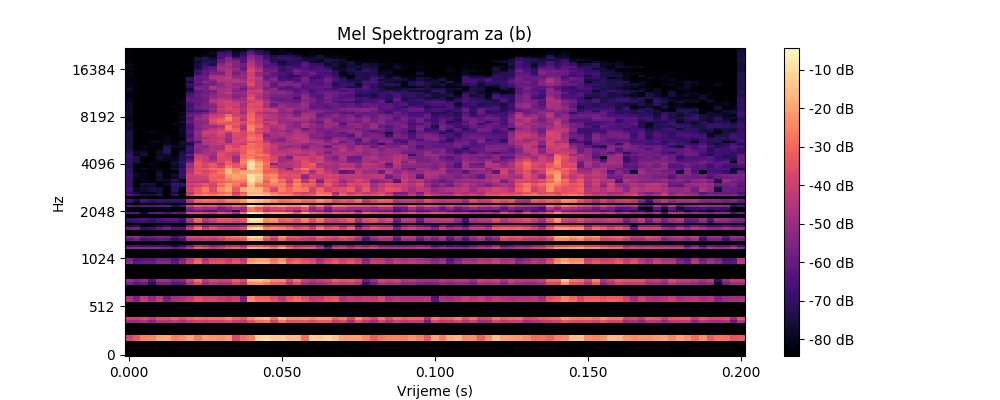 Mel Spektrogram za (b)
16384
8192
4096
2048
1024
512
0
Hz
0.000 0.050 0.100 0.150 0.200
Vrijeme (s)
-10 dB
-20 dB
-30 dB
-40 dB
-50 dB
-60 dB
-70 dB
-80 dB